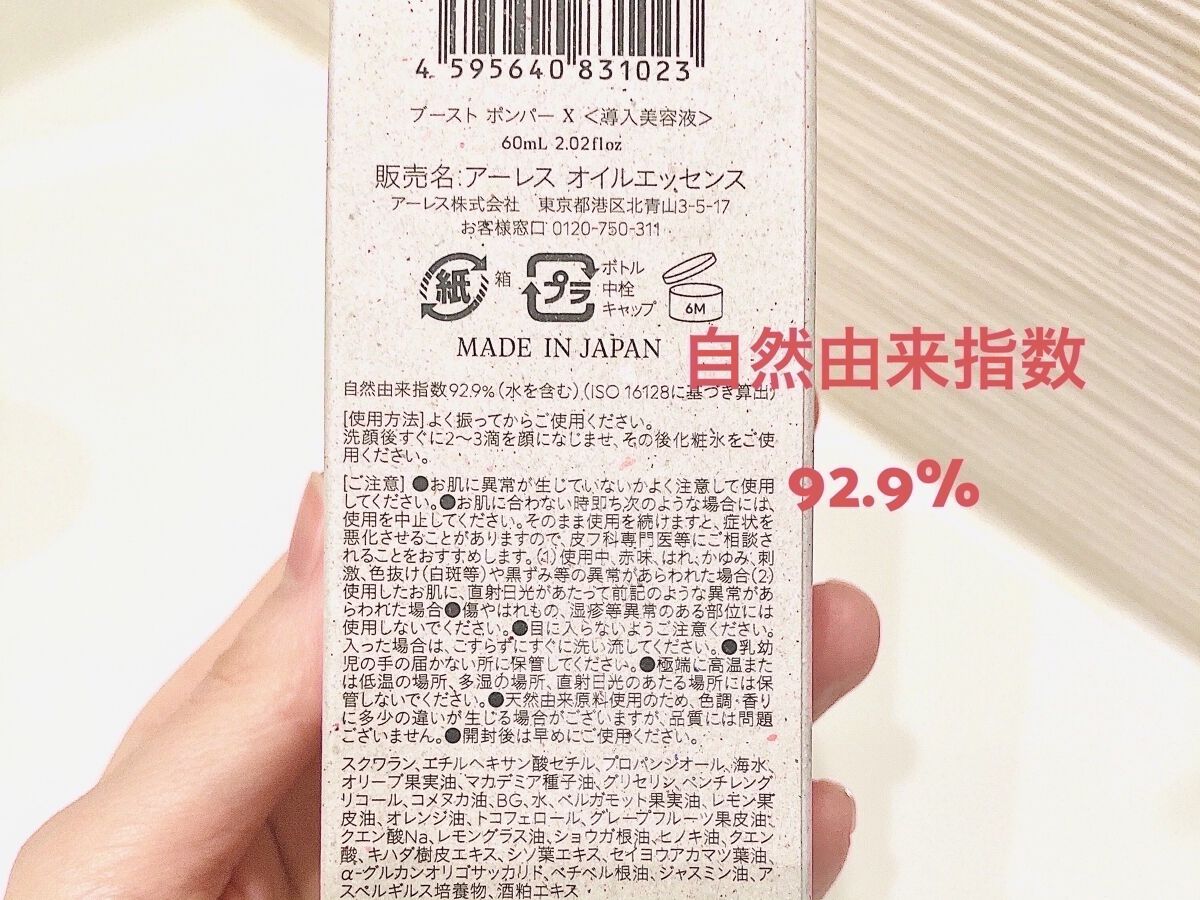 4 595640 831023
ブースト ボンバー X ＜導入美容液＞
60mL 2.02floz
販売名:アーレス オイルエッセンス
アーレス株式会社　東京都港区北青山3-5-17
お客様窓口 0120-750-311
紙 箱 プラ ボトル
中栓
キャップ
6M
MADE IN JAPAN
自然由来指数
自然由来指数92.9%(水を含む)(ISO 16128に基づき算出)
[使用方法]よく振ってからご使用ください。
洗顔後すぐに2〜3滴を顔になじませ、その後化粧水をご使
用ください。
92.9%
[ご注意]●お肌に異常が生じていないかよく注意して使用
してください。●お肌に合わない時即ち次のような場合には、
使用を中止してください。そのまま使用を続けますと、症状を
悪化させることがありますので、皮フ科専門医等にご相談さ
れることをおすすめします。(1)使用中、赤味、はれ、かゆみ、刺
激、色抜け(白斑等)や黒ずみ等の異常があらわれた場合(2)
使用したお肌に、直射日光があたって前記のような異常があ
らわれた場合●傷やはれもの、湿疹等異常のある部位には
使用しないでください。●目に入らないようご注意ください。
入った場合は、こすらずにすぐに洗い流してください。●乳幼
児の手の届かない所に保管してください。●極端に高温また
は低温の場所、多湿の場所、直射日光のあたる場所には保
管しないでください。●天然由来原料使用のため、色調・香り
に多少の違いが生じる場合がございますが、品質には問題
ございません。●開封後は早めにご使用ください。
スクワラン、エチルヘキサン酸セチル、プロパンジオール、海水、
オリーブ果実油、マカデミア種子油、グリセリン、ペンチレング
リコール、コメヌカ油、BG、水、ベルガモット果実油、レモン果
皮油、オレンジ油、トコフェロール、グレープフルーツ果皮油、
クエン酸Na、レモングラス油、ショウガ根油、ヒノキ油、クエン
酸、キハダ樹皮エキス、シソ葉エキス、セイヨウアカマツ葉油、
α-グルカンオリゴサッカリド、ベチベル根油、ジャスミン油、ア
スペルギルス培養物、酒粕エキス